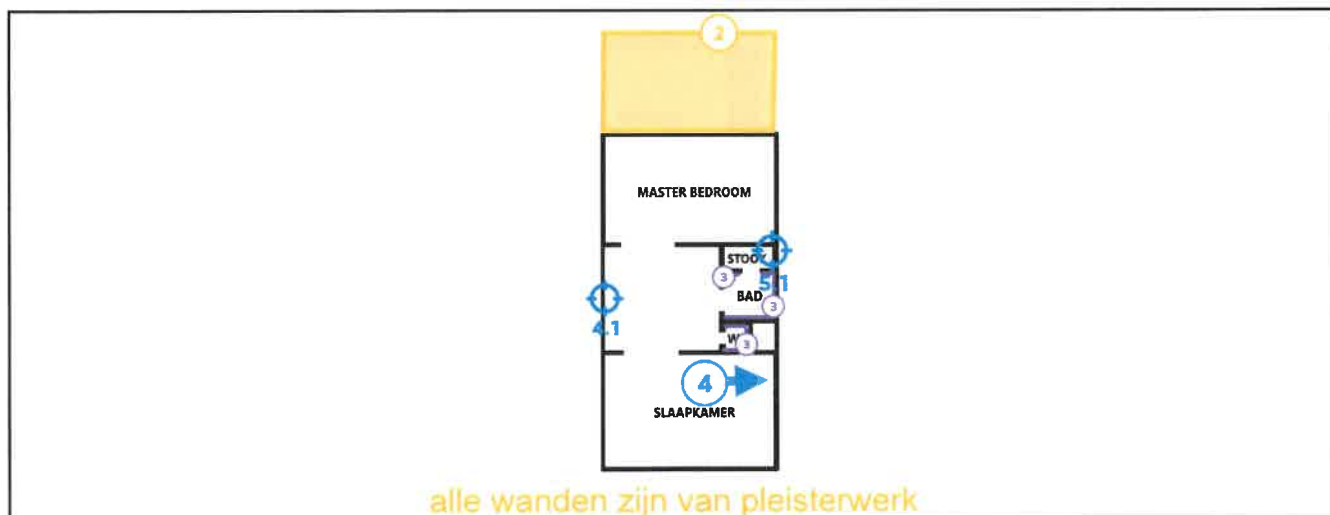 2
MASTER BEDROOM
STOOK
5.1
3
BAD
3
4.1
W
3
4
SLAAPKAMER
alle wanden zijn van pleisterwerk